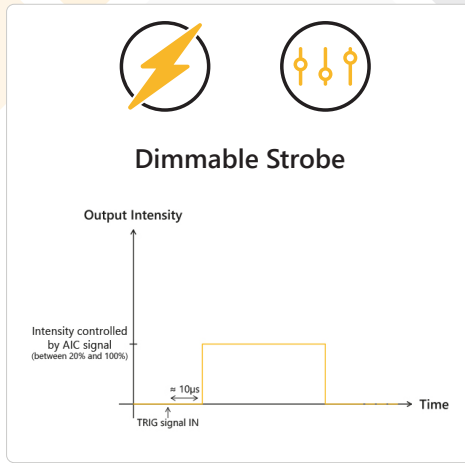 Dimmable Strobe
Output Intensity
Intensity controlled
by AIC signal
(between 20% and 100%)
≈ 10µs
Time
TRIG signal IN